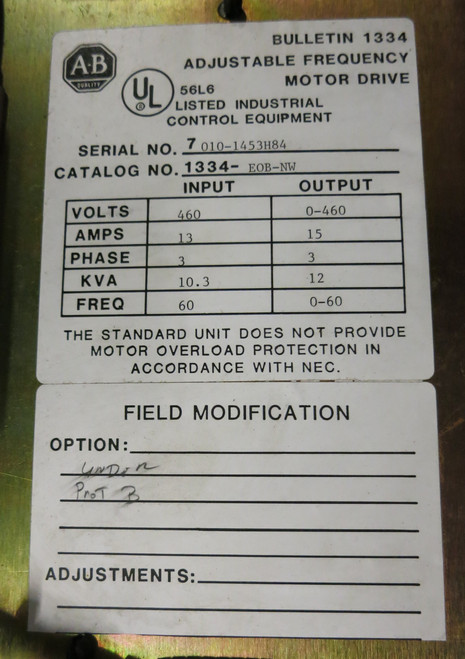 BULLETIN 1334
A-B
QUALITY
ADJUSTABLE FREQUENCY
MOTOR DRIVE
UL
®
56L6
LISTED INDUSTRIAL
CONTROL EQUIPMENT
SERIAL NO. 7 010-1453H84
CATALOG NO. 1334- EOB-NW
INPUT OUTPUT
VOLTS 460 0-460
AMPS 13 15
PHASE 3 3
KVA 10.3 12
FREQ 60 0-60
THE STANDARD UNIT DOES NOT PROVIDE
MOTOR OVERLOAD PROTECTION IN
ACCORDANCE WITH NEC.
FIELD MODIFICATION
OPTION:
under
Prot B
ADJUSTMENTS: